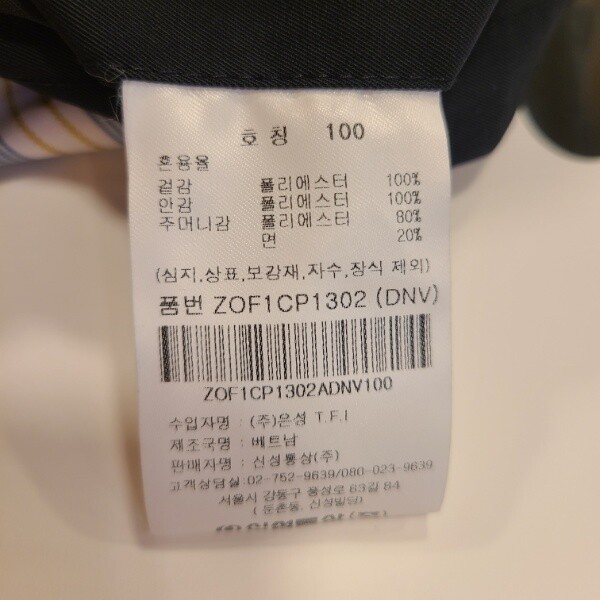 호칭 100
혼용율
겉감 폴리에스터 100%
안감 폴리에스터 100%
주머니감 폴리에스터 80%
면 20%
(심지,상표,보강재,자수,장식 제외)
품번 ZOF1CP1302 (DNV)
ZOF1CP1302ADNV100
수입자명 : (주)은성 T.F.I
제조국명 : 베트남
판매자명 : 신성통상(주)
고객상담실:02-752-9639/080-023-9639
서울시 강동구 풍성로 63길 84
(둔촌동, 신성빌딩)